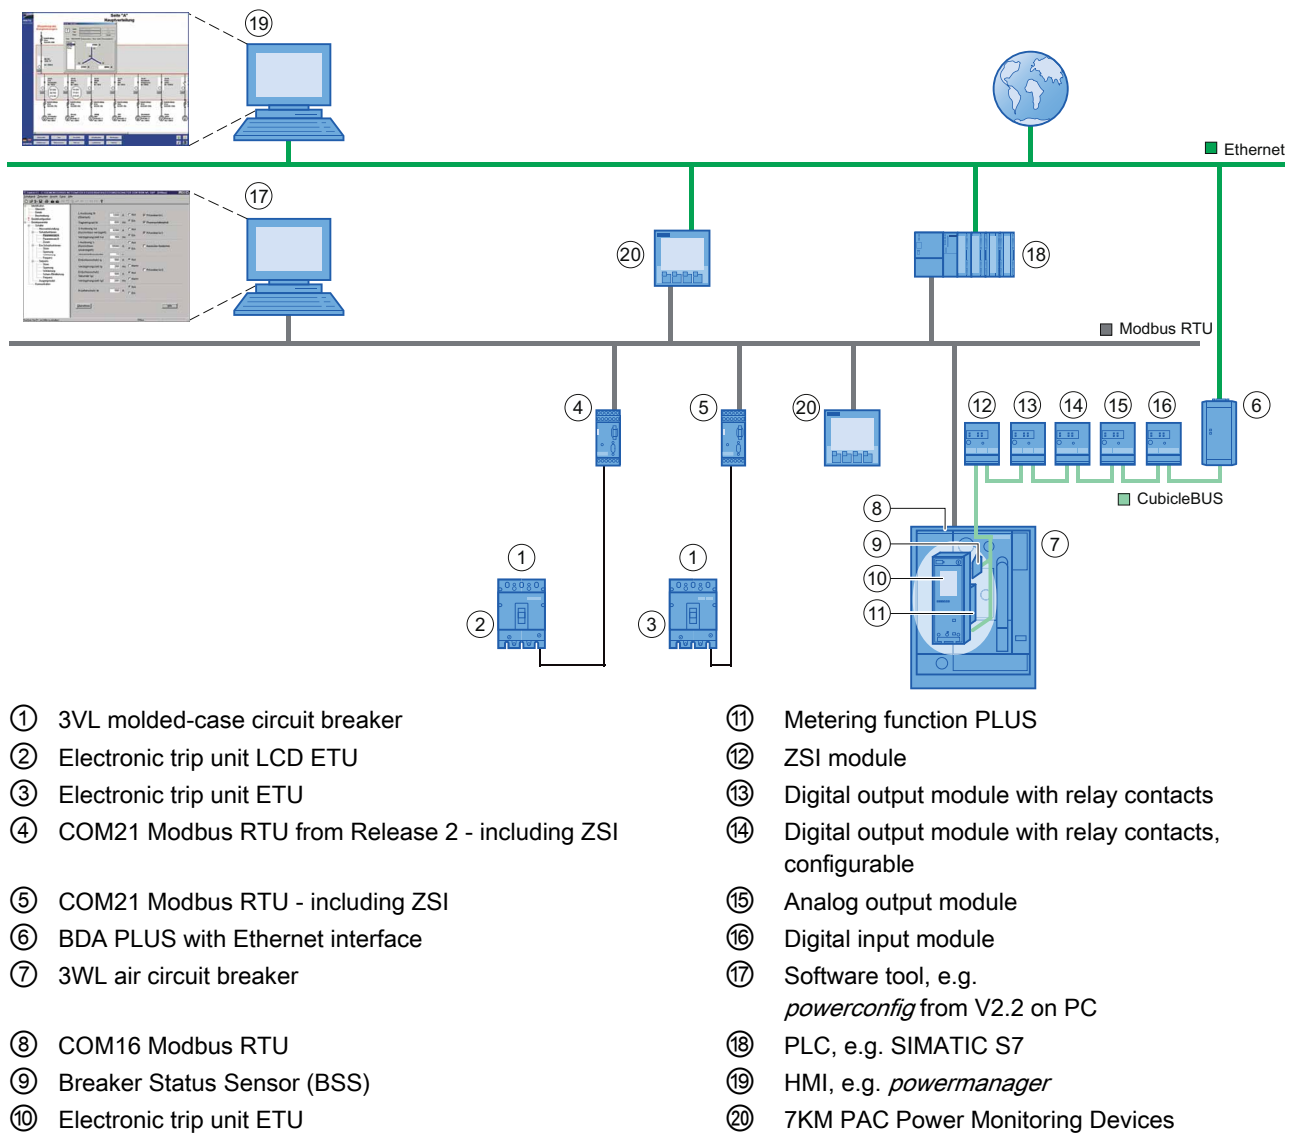 Seite "A"
Hauptverteilung
19
Ethernet
17
20
18
Modbus RTU
4
5
20
12
13
14
15
16
6
CubicleBUS
8
7
9
1
1
10
11
2
3
1 3VL molded-case circuit breaker
2 Electronic trip unit LCD ETU
3 Electronic trip unit ETU
4 COM21 Modbus RTU from Release 2 - including ZSI
5 COM21 Modbus RTU - including ZSI
6 BDA PLUS with Ethernet interface
7 3WL air circuit breaker
8 COM16 Modbus RTU
9 Breaker Status Sensor (BSS)
10 Electronic trip unit ETU
11 Metering function PLUS
12 ZSI module
13 Digital output module with relay contacts
14 Digital output module with relay contacts,
configurable
15 Analog output module
16 Digital input module
17 Software tool, e.g.
powerconfig from V2.2 on PC
18 PLC, e.g. SIMATIC S7
19 HMI, e.g. powermanager
20 7KM PAC Power Monitoring Devices